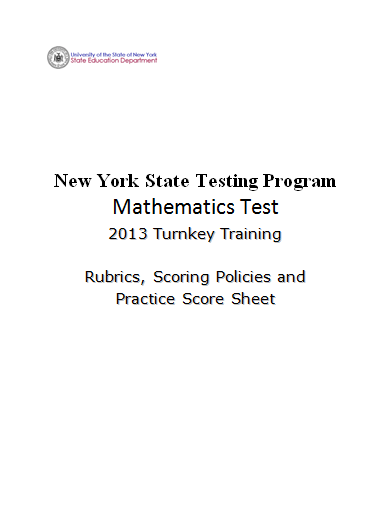 University of the State of New York
State Education Department
New York State Testing Program
Mathematics Test
2013 Turnkey Training
Rubrics, Scoring Policies and
Practice Score Sheet